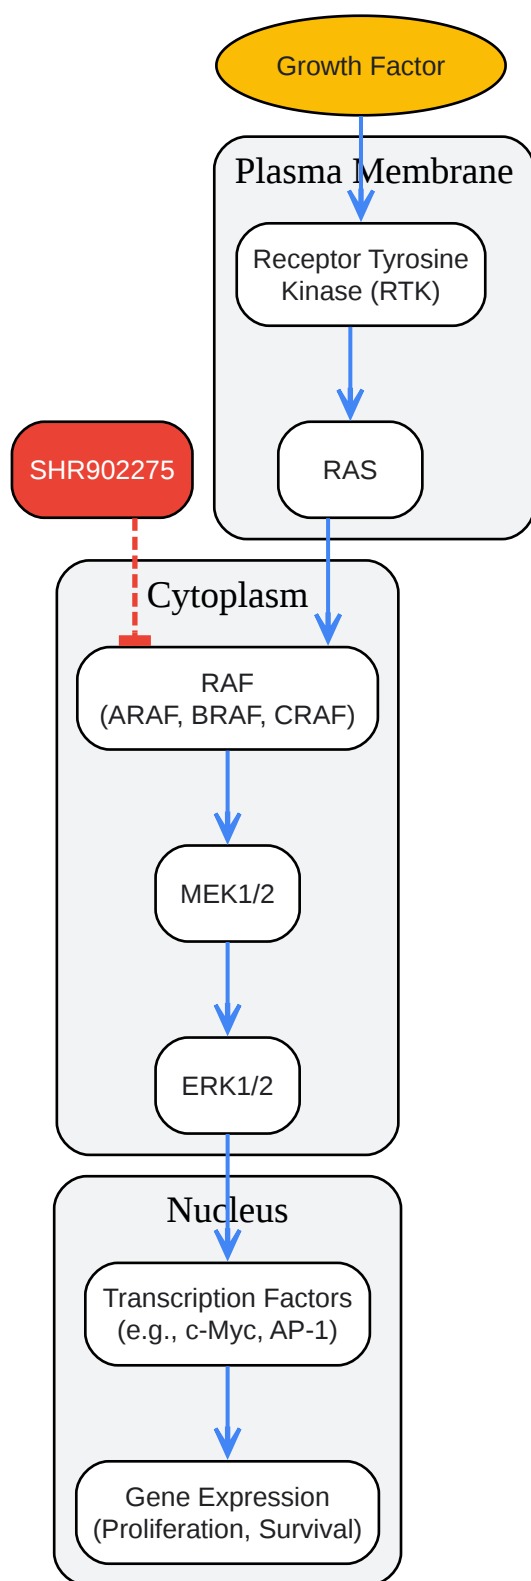 Growth Factor
Plasma Membrane
Receptor Tyrosine
Kinase (RTK)
SHR902275
RAS
Cytoplasm
RAF
(ARAF, BRAF, CRAF)
MEK1/2
ERK1/2
Nucleus
Transcription Factors
(e.g., c-Myc, AP-1)
Gene Expression
(Proliferation, Survival)